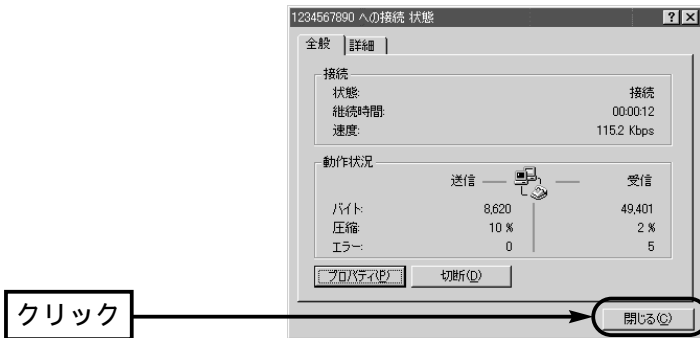 1234567890 への接続 状態
全般 詳細
接続
状態: 接続
継続時間: 00:00:12
速度: 115.2 Kbps
動作状況
送信 受信
バイト: 8,620 49,401
圧縮: 10 % 2 %
エラー: 0 5
プロパティ(P) 切断(D)
クリック 閉じる(C)